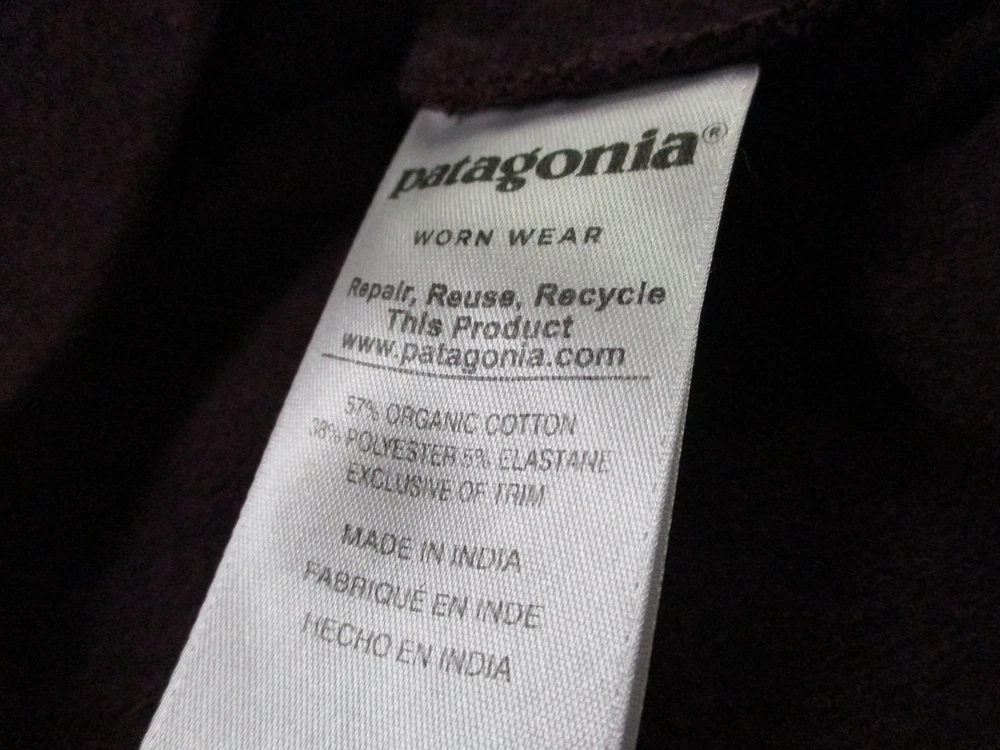 patagonia®
WORN WEAR
Repair, Reuse, Recycle
This Product
www.patagonia.com
57% ORGANIC COTTON
38% POLYESTER 5% ELASTANE
EXCLUSIVE OF TRIM
MADE IN INDIA
FABRIQUÉ EN INDE
HECHO EN INDIA